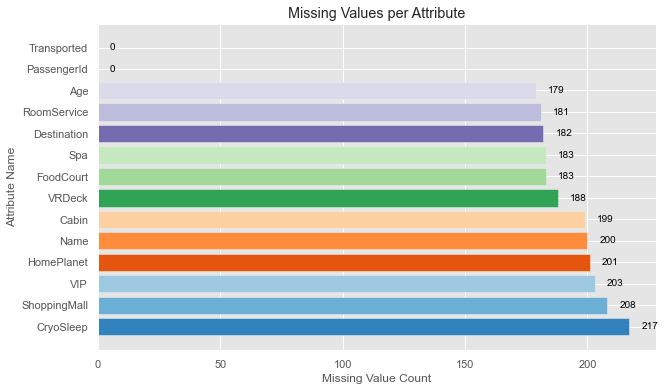 Missing Values per Attribute
Transported 0
PassengerId 0
Age 179
RoomService 181
Destination 182
Spa 183
FoodCourt 183
VRDeck 188
Cabin 199
Name 200
HomePlanet 201
VIP 203
ShoppingMall 208
CryoSleep 217
Attribute Name
0 50 100 150 200
Missing Value Count